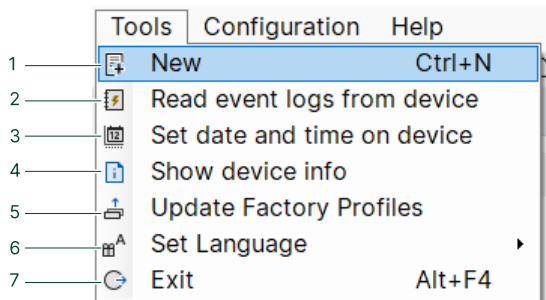 Tools Configuration Help
1 New Ctrl+N
2 Read event logs from device
3 12 Set date and time on device
4 Show device info
5 Update Factory Profiles
6 A Set Language
7 Exit Alt+F4